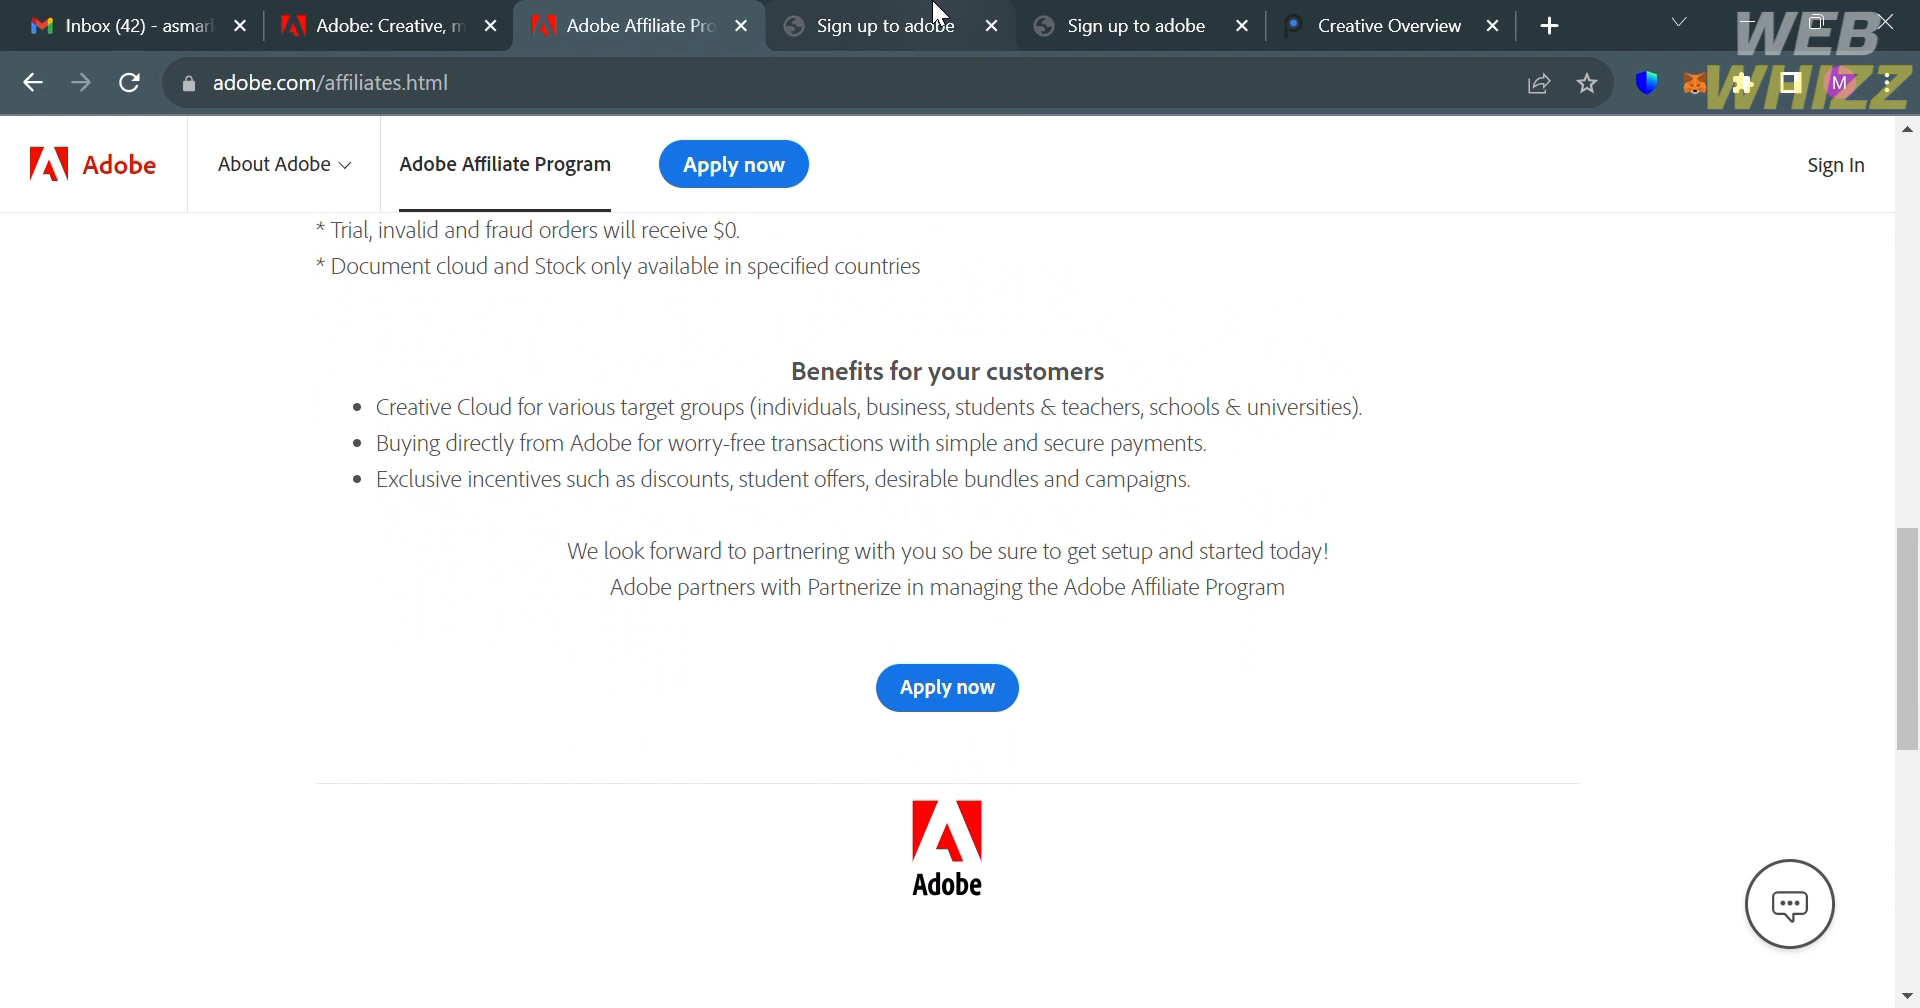 Inbox (42) - asmar
Adobe: Creative, m
Adobe Affiliate Pro
Sign up to adobe
Sign up to adobe
Creative Overview
WEB
WHIZZ
adobe.com/affiliates.html
M
Adobe
About Adobe
Adobe Affiliate Program
Apply now
Sign In
* Trial, invalid and fraud orders will receive $0.
* Document cloud and Stock only available in specified countries
Benefits for your customers
• Creative Cloud for various target groups (individuals, business, students & teachers, schools & universities).
• Buying directly from Adobe for worry-free transactions with simple and secure payments.
• Exclusive incentives such as discounts, student offers, desirable bundles and campaigns.
We look forward to partnering with you so be sure to get setup and started today!
Adobe partners with Partnerize in managing the Adobe Affiliate Program
Apply now
Adobe